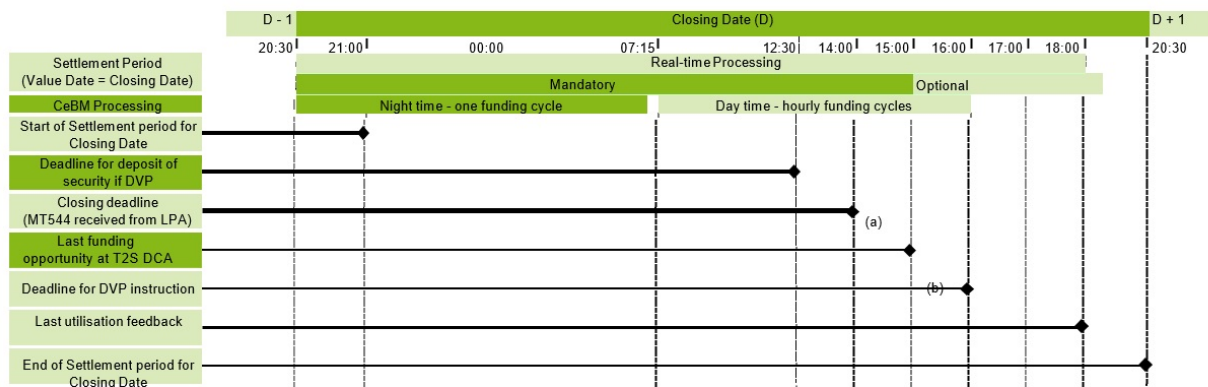 D - 1
Closing Date (D)
D + 1
20:30 21:00 00:00 07:15 12:30 14:00 15:00 16:00 17:00 18:00 20:30
Settlement Period
(Value Date = Closing Date)
Real-time Processing
Mandatory
Optional
CeBM Processing
Night time - one funding cycle
Day time - hourly funding cycles
Start of Settlement period for
Closing Date
Deadline for deposit of
security if DVP
Closing deadline
(MT544 received from LPA)
(a)
Last funding
opportunity at T2S DCA
Deadline for DVP instruction
(b)
Last utilisation feedback
End of Settlement period for
Closing Date